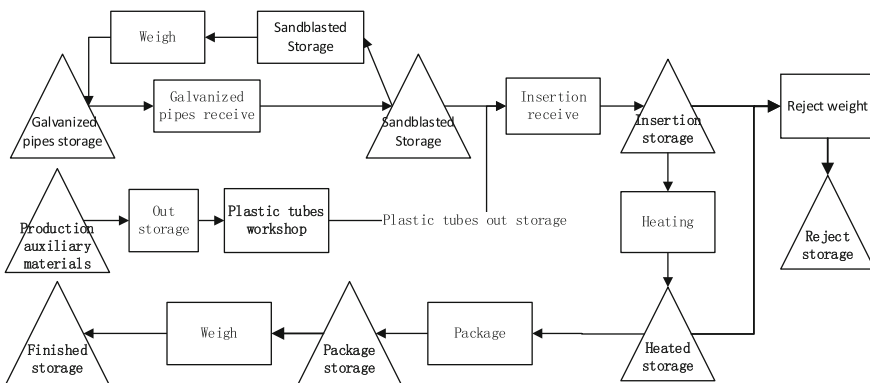 Weigh
Sandblasted
Storage
Galvanized
pipes storage
Galvanized
pipes receive
Sandblasted
Storage
Insertion
receive
Insertion
storage
Reject weight
Production
auxiliary
materials
Out
storage
Plastic tubes
workshop
Plastic tubes out storage
Heating
Reject
storage
Finished
storage
Weigh
Package
storage
Package
Heated
storage